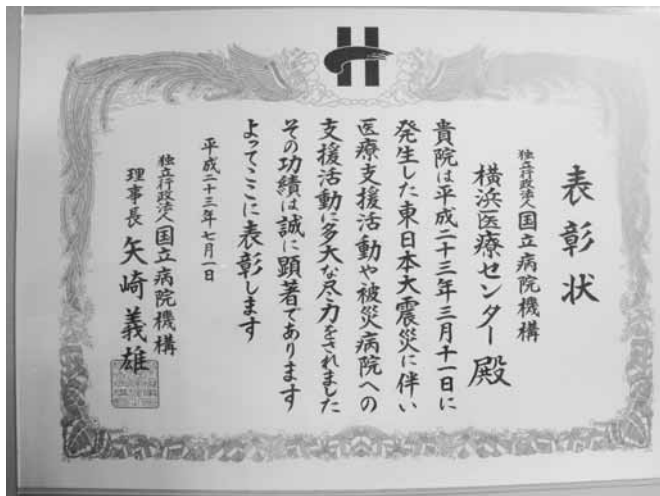 表彰状
独立行政法人国立病院機構
横浜医療センター殿
貴院は平成二十三年三月十一日に
発生した東日本大震災に伴い
医療支援活動や被災病院への
支援活動に多大な尽力をされました
その功績は誠に顕著であります
よってここに表彰します
平成二十三年七月一日
独立行政法人国立病院機構
理事長 矢崎義雄